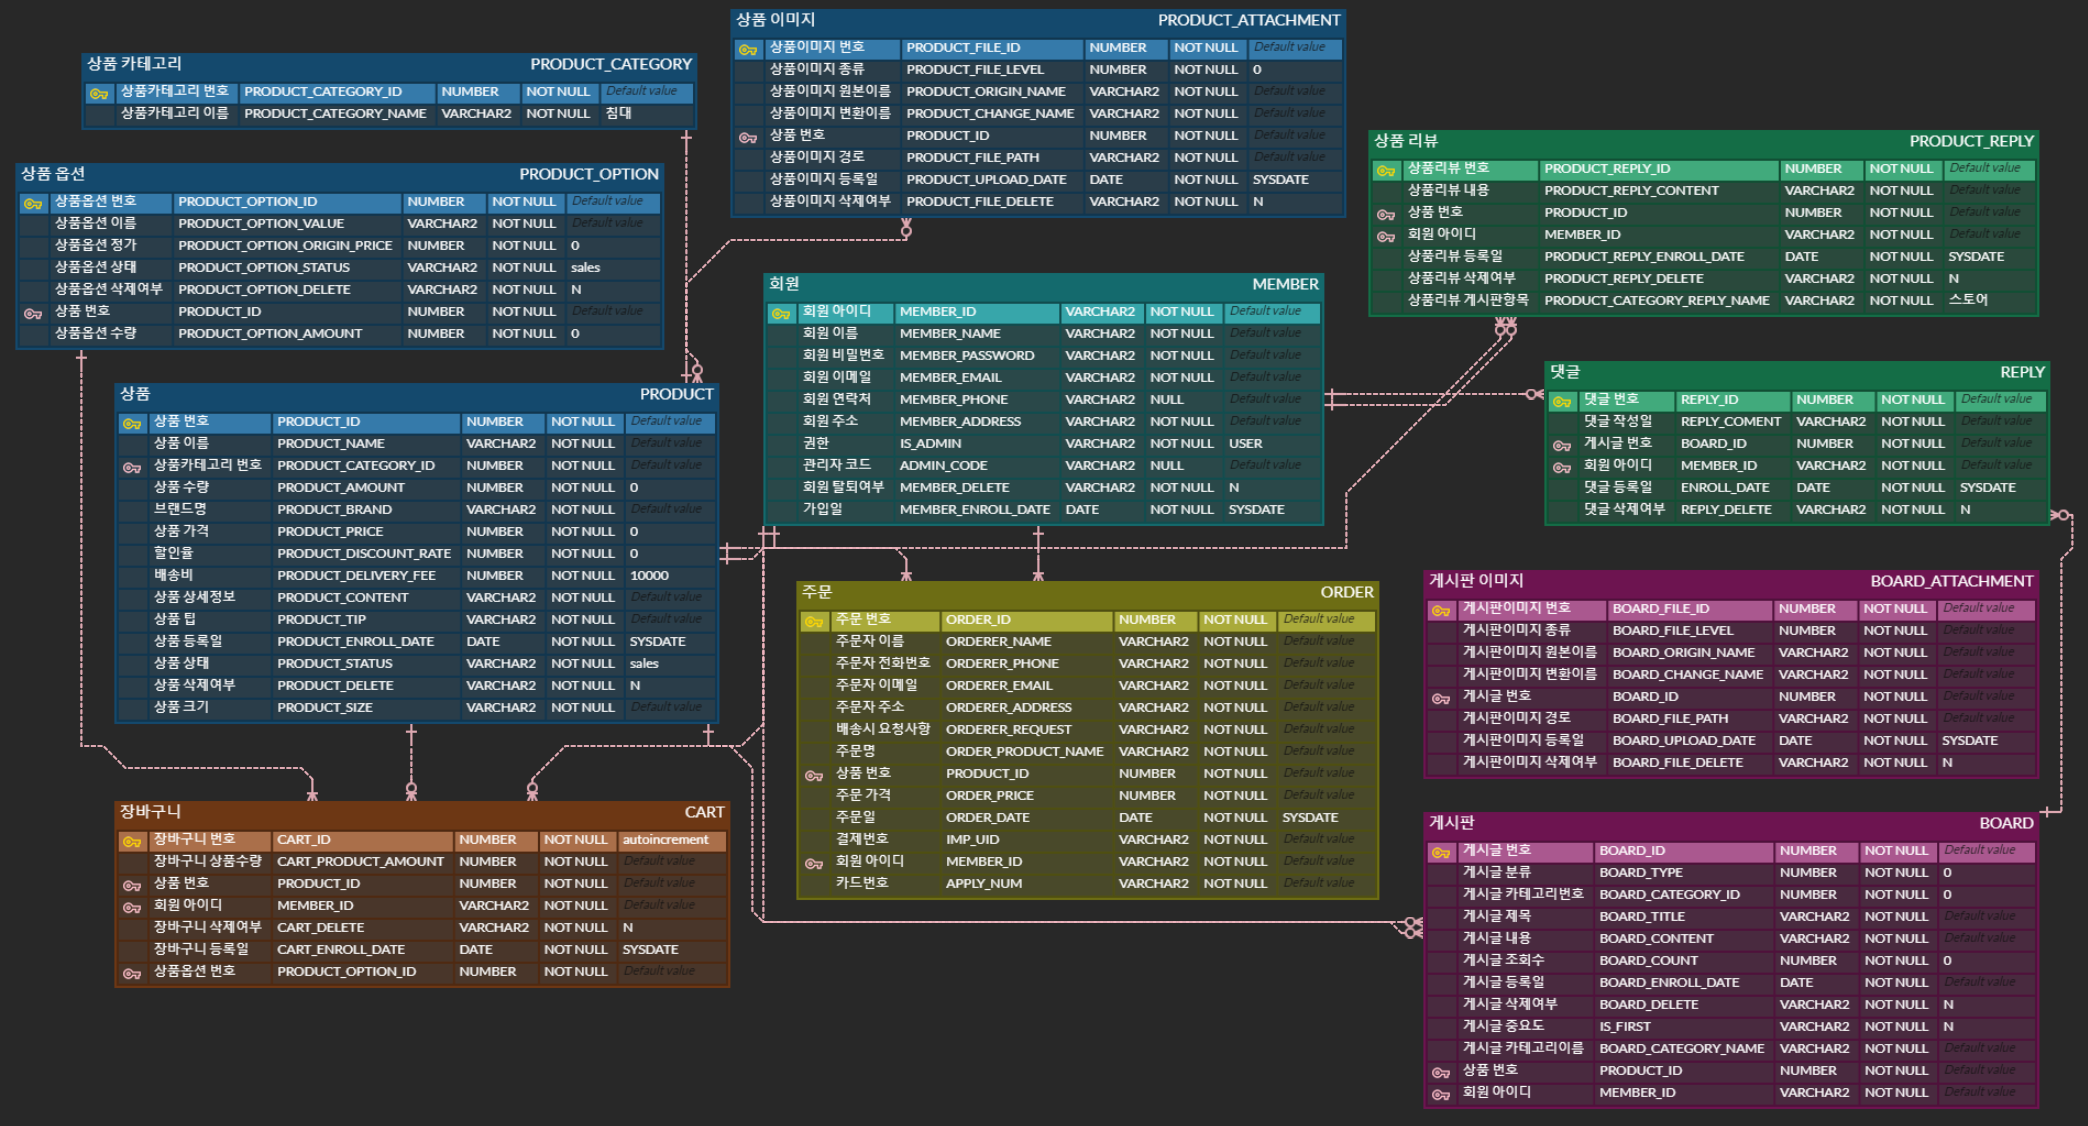 상품 이미지 PRODUCT_ATTACHMENT
상품이미지 번호 PRODUCT_FILE_ID NUMBER NOT NULL Default value
상품이미지 종류 PRODUCT_FILE_LEVEL NUMBER NOT NULL 0
상품이미지 원본이름 PRODUCT_ORIGIN_NAME VARCHAR2 NOT NULL Default value
상품이미지 변환이름 PRODUCT_CHANGE_NAME VARCHAR2 NOT NULL Default value
상품 번호 PRODUCT_ID NUMBER NOT NULL Default value
상품이미지 경로 PRODUCT_FILE_PATH VARCHAR2 NOT NULL Default value
상품이미지 등록일 PRODUCT_UPLOAD_DATE DATE NOT NULL SYSDATE
상품이미지 삭제여부 PRODUCT_FILE_DELETE VARCHAR2 NOT NULL N
상품 카테고리 PRODUCT_CATEGORY
상품카테고리 번호 PRODUCT_CATEGORY_ID NUMBER NOT NULL Default value
상품카테고리 이름 PRODUCT_CATEGORY_NAME VARCHAR2 NOT NULL 침대
상품 옵션 PRODUCT_OPTION
상품옵션 번호 PRODUCT_OPTION_ID NUMBER NOT NULL Default value
상품옵션 이름 PRODUCT_OPTION_VALUE VARCHAR2 NOT NULL Default value
상품옵션 정가 PRODUCT_OPTION_ORIGIN_PRICE NUMBER NOT NULL 0
상품옵션 상태 PRODUCT_OPTION_STATUS VARCHAR2 NOT NULL sales
상품옵션 삭제여부 PRODUCT_OPTION_DELETE VARCHAR2 NOT NULL N
상품 번호 PRODUCT_ID NUMBER NOT NULL Default value
상품옵션 수량 PRODUCT_OPTION_AMOUNT NUMBER NOT NULL 0
상품 리뷰 PRODUCT_REPLY
상품리뷰 번호 PRODUCT_REPLY_ID NUMBER NOT NULL Default value
상품리뷰 내용 PRODUCT_REPLY_CONTENT VARCHAR2 NOT NULL Default value
상품 번호 PRODUCT_ID NUMBER NOT NULL Default value
회원 아이디 MEMBER_ID VARCHAR2 NOT NULL Default value
상품리뷰 등록일 PRODUCT_REPLY_ENROLL_DATE DATE NOT NULL SYSDATE
상품리뷰 삭제여부 PRODUCT_REPLY_DELETE VARCHAR2 NOT NULL N
상품리뷰 게시판항목 PRODUCT_CATEGORY_REPLY_NAME VARCHAR2 NOT NULL 스토어
회원 MEMBER
회원 아이디 MEMBER_ID VARCHAR2 NOT NULL Default value
회원 이름 MEMBER_NAME VARCHAR2 NOT NULL Default value
회원 비밀번호 MEMBER_PASSWORD VARCHAR2 NOT NULL Default value
회원 이메일 MEMBER_EMAIL VARCHAR2 NOT NULL Default value
회원 연락처 MEMBER_PHONE VARCHAR2 NULL Default value
회원 주소 MEMBER_ADDRESS VARCHAR2 NOT NULL Default value
권한 IS_ADMIN VARCHAR2 NOT NULL USER
관리자 코드 ADMIN_CODE VARCHAR2 NULL Default value
회원 탈퇴여부 MEMBER_DELETE VARCHAR2 NOT NULL N
가입일 MEMBER_ENROLL_DATE DATE NOT NULL SYSDATE
댓글 REPLY
댓글 번호 REPLY_ID NUMBER NOT NULL Default value
댓글 작성일 REPLY_COMENT VARCHAR2 NOT NULL Default value
게시글 번호 BOARD_ID NUMBER NOT NULL Default value
회원 아이디 MEMBER_ID VARCHAR2 NOT NULL Default value
댓글 등록일 ENROLL_DATE DATE NOT NULL SYSDATE
댓글 삭제여부 REPLY_DELETE VARCHAR2 NOT NULL N
상품 PRODUCT
상품 번호 PRODUCT_ID NUMBER NOT NULL Default value
상품 이름 PRODUCT_NAME VARCHAR2 NOT NULL Default value
상품카테고리 번호 PRODUCT_CATEGORY_ID NUMBER NOT NULL Default value
상품 수량 PRODUCT_AMOUNT NUMBER NOT NULL 0
브랜드명 PRODUCT_BRAND VARCHAR2 NOT NULL Default value
상품 가격 PRODUCT_PRICE NUMBER NOT NULL 0
할인율 PRODUCT_DISCOUNT_RATE NUMBER NOT NULL 0
배송비 PRODUCT_DELIVERY_FEE NUMBER NOT NULL 10000
상품 상세정보 PRODUCT_CONTENT VARCHAR2 NOT NULL Default value
상품 팁 PRODUCT_TIP VARCHAR2 NOT NULL Default value
상품 등록일 PRODUCT_ENROLL_DATE DATE NOT NULL SYSDATE
상품 상태 PRODUCT_STATUS VARCHAR2 NOT NULL sales
상품 삭제여부 PRODUCT_DELETE VARCHAR2 NOT NULL N
상품 크기 PRODUCT_SIZE VARCHAR2 NOT NULL Default value
주문 ORDER
주문 번호 ORDER_ID NUMBER NOT NULL Default value
주문자 이름 ORDERER_NAME VARCHAR2 NOT NULL Default value
주문자 전화번호 ORDERER_PHONE VARCHAR2 NOT NULL Default value
주문자 이메일 ORDERER_EMAIL VARCHAR2 NOT NULL Default value
주문자 주소 ORDERER_ADDRESS VARCHAR2 NOT NULL Default value
배송시 요청사항 ORDERER_REQUEST VARCHAR2 NOT NULL Default value
주문명 ORDER_PRODUCT_NAME VARCHAR2 NOT NULL Default value
상품 번호 PRODUCT_ID NUMBER NOT NULL Default value
주문 가격 ORDER_PRICE NUMBER NOT NULL Default value
주문일 ORDER_DATE DATE NOT NULL SYSDATE
결제번호 IMP_UID VARCHAR2 NOT NULL Default value
회원 아이디 MEMBER_ID VARCHAR2 NOT NULL Default value
카드번호 APPLY_NUM VARCHAR2 NOT NULL Default value
게시판 이미지 BOARD_ATTACHMENT
게시판이미지 번호 BOARD_FILE_ID NUMBER NOT NULL Default value
게시판이미지 종류 BOARD_FILE_LEVEL NUMBER NOT NULL Default value
게시판이미지 원본이름 BOARD_ORIGIN_NAME VARCHAR2 NOT NULL Default value
게시판이미지 변환이름 BOARD_CHANGE_NAME VARCHAR2 NOT NULL Default value
게시글 번호 BOARD_ID NUMBER NOT NULL Default value
게시판이미지 경로 BOARD_FILE_PATH VARCHAR2 NOT NULL Default value
게시판이미지 등록일 BOARD_UPLOAD_DATE DATE NOT NULL SYSDATE
게시판이미지 삭제여부 BOARD_FILE_DELETE VARCHAR2 NOT NULL N
장바구니 CART
장바구니 번호 CART_ID NUMBER NOT NULL autoincrement
장바구니 상품수량 CART_PRODUCT_AMOUNT NUMBER NOT NULL Default value
상품 번호 PRODUCT_ID NUMBER NOT NULL Default value
회원 아이디 MEMBER_ID VARCHAR2 NOT NULL Default value
장바구니 삭제여부 CART_DELETE VARCHAR2 NOT NULL N
장바구니 등록일 CART_ENROLL_DATE DATE NOT NULL SYSDATE
상품옵션 번호 PRODUCT_OPTION_ID NUMBER NOT NULL Default value
게시판 BOARD
게시글 번호 BOARD_ID NUMBER NOT NULL Default value
게시글 분류 BOARD_TYPE NUMBER NOT NULL 0
게시글 카테고리번호 BOARD_CATEGORY_ID NUMBER NOT NULL 0
게시글 제목 BOARD_TITLE VARCHAR2 NOT NULL Default value
게시글 내용 BOARD_CONTENT VARCHAR2 NOT NULL Default value
게시글 조회수 BOARD_COUNT NUMBER NOT NULL 0
게시글 등록일 BOARD_ENROLL_DATE DATE NOT NULL Default value
게시글 삭제여부 BOARD_DELETE VARCHAR2 NOT NULL N
게시글 중요도 IS_FIRST VARCHAR2 NOT NULL N
게시글 카테고리이름 BOARD_CATEGORY_NAME VARCHAR2 NOT NULL Default value
상품 번호 PRODUCT_ID NUMBER NOT NULL Default value
회원 아이디 MEMBER_ID VARCHAR2 NOT NULL Default value